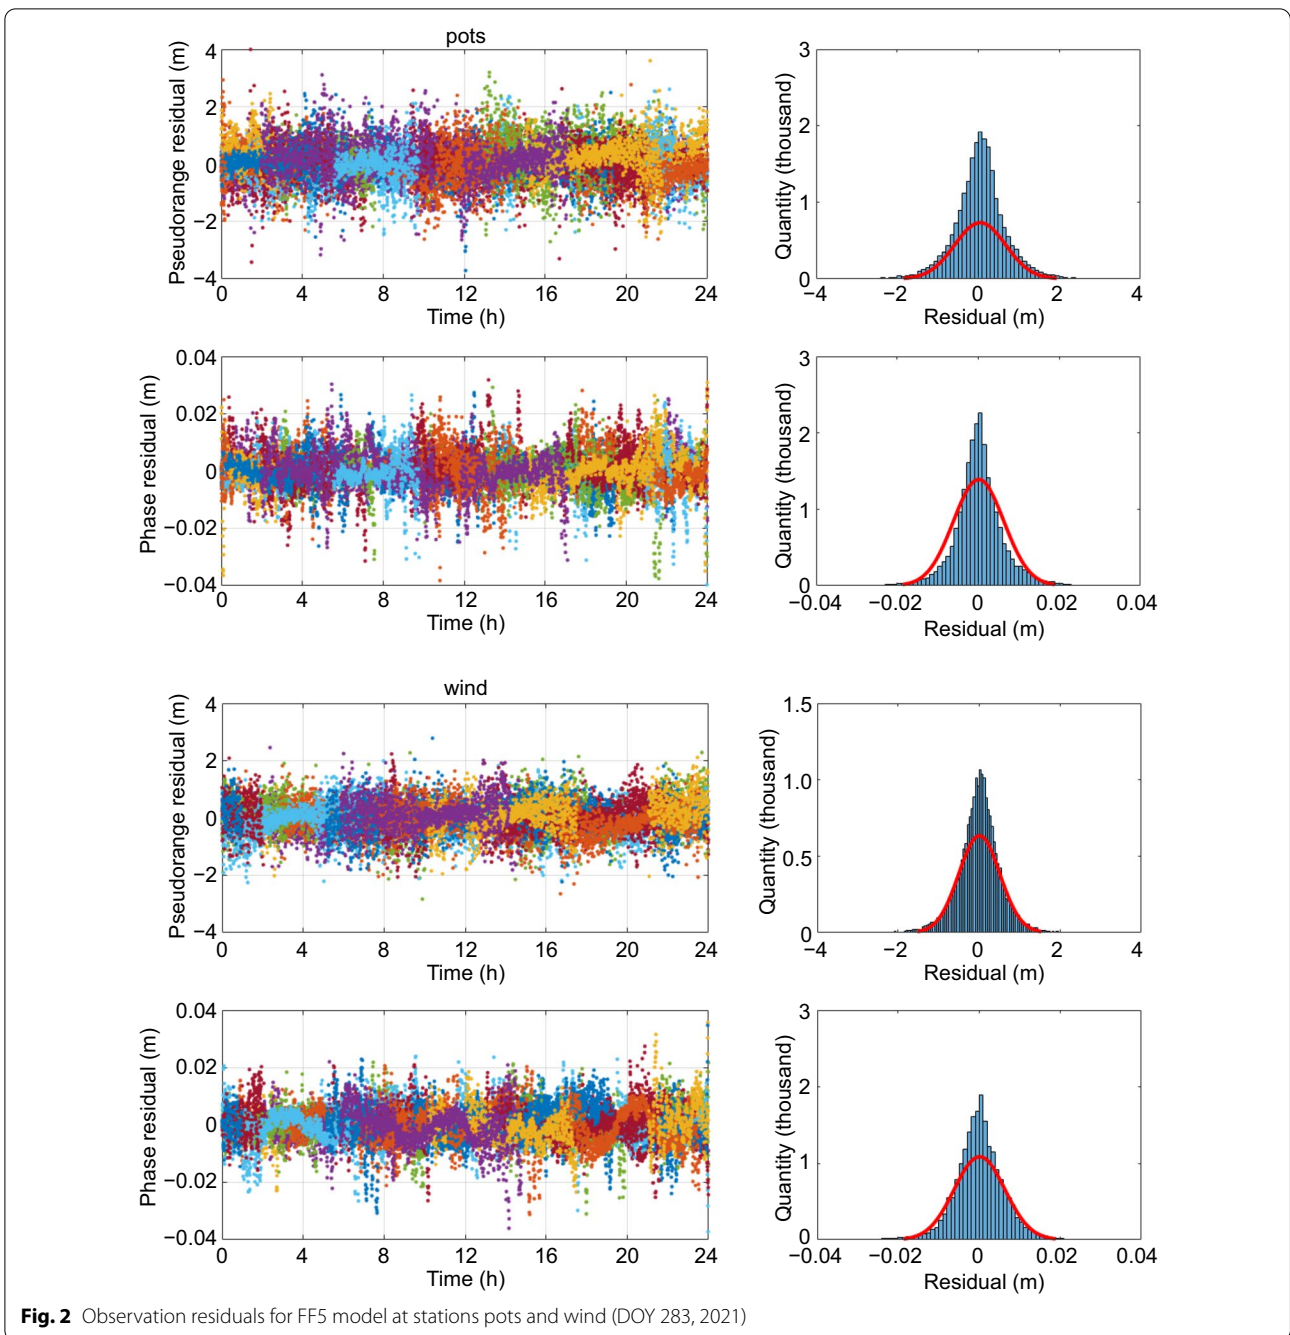 pots
Pseudorange residual (m)
4
2
0
−2
−4
0 4 8 12 16 20 24
Time (h)
Quantity (thousand)
3
2
1
0
−4 −2 0 2 4
Residual (m)
Phase residual (m)
0.04
0.02
0
−0.02
−0.04
0 4 8 12 16 20 24
Time (h)
Quantity (thousand)
3
2
1
0
−0.04 −0.02 0 0.02 0.04
Residual (m)
wind
Pseudorange residual (m)
4
2
0
−2
−4
0 4 8 12 16 20 24
Time (h)
Quantity (thousand)
1.5
1.0
0.5
0
−4 −2 0 2 4
Residual (m)
Phase residual (m)
0.04
0.02
0
−0.02
−0.04
0 4 8 12 16 20 24
Time (h)
Quantity (thousand)
3
2
1
0
−0.04 −0.02 0 0.02 0.04
Residual (m)
Fig. 2 Observation residuals for FF5 model at stations pots and wind (DOY 283, 2021)